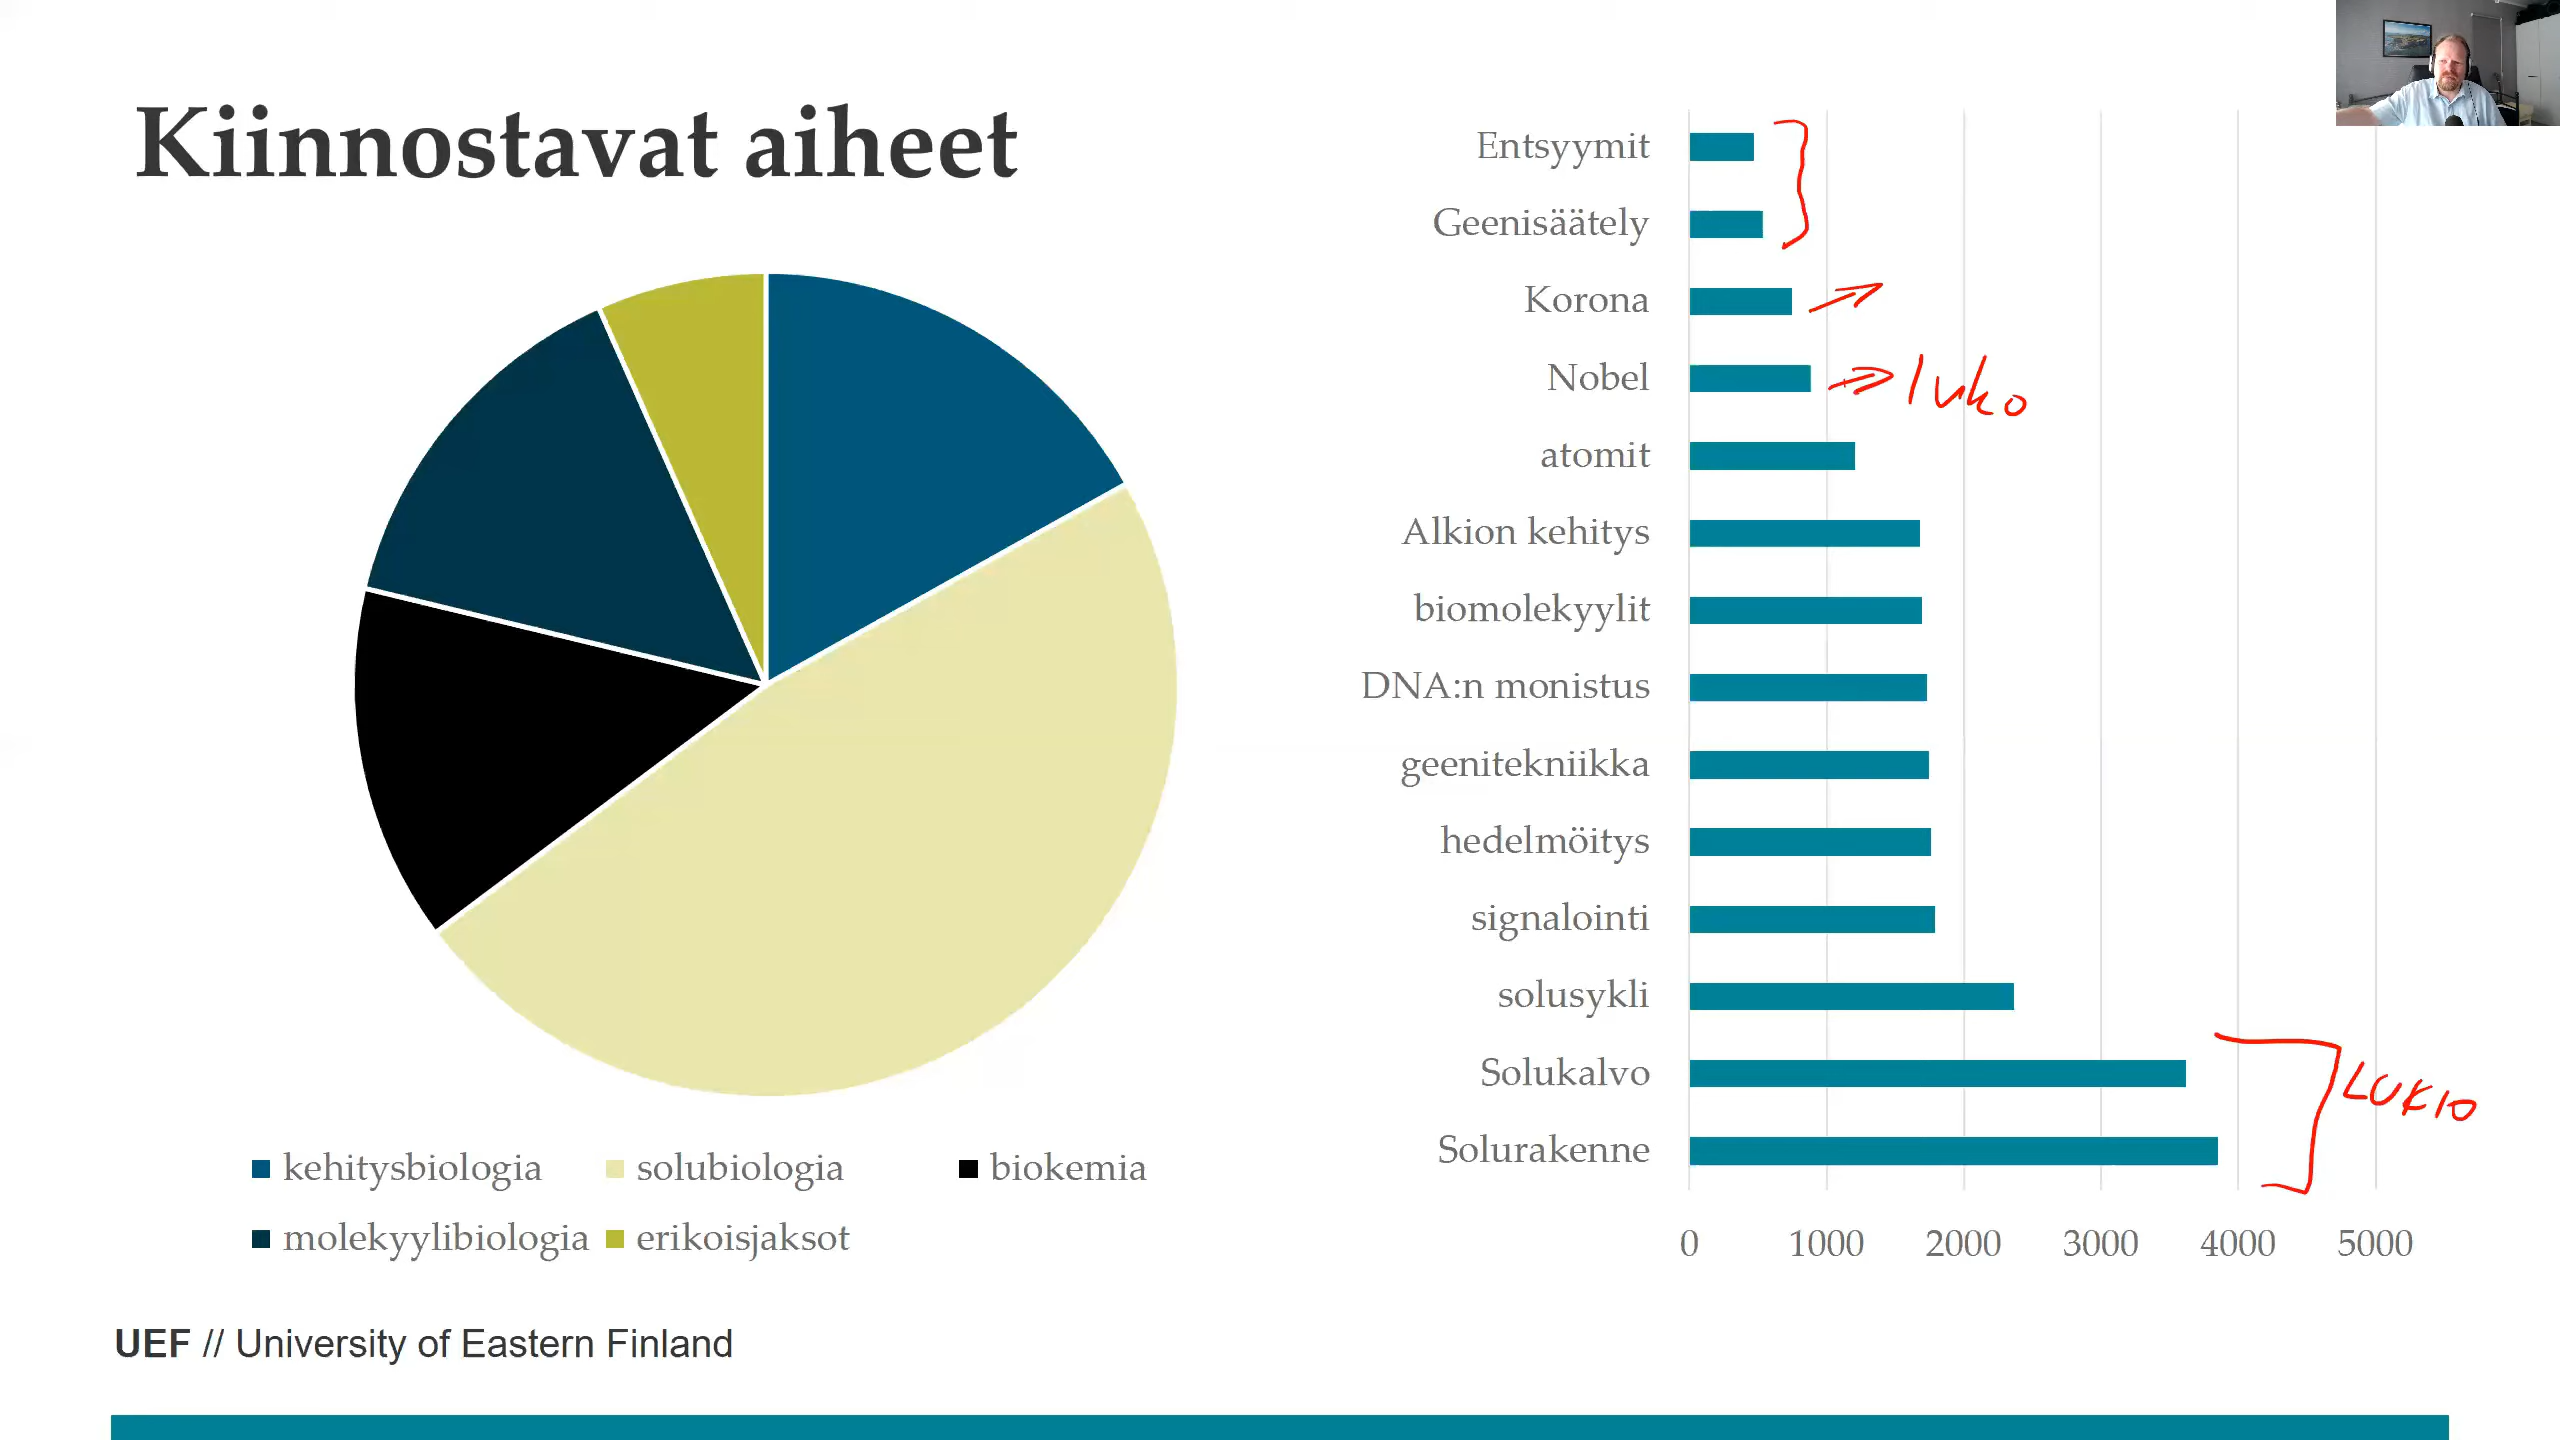 Kiinnostavat aiheet
kehitysbiologia
solubiologia
biokemia
molekyylibiologia
erikoisjaksot
Entsyymit
Geenisäätely
Korona
Nobel
luko
atomit
Alkion kehitys
biomolekyylit
DNA:n monistus
geenitekniikka
hedelmöitys
signalointi
solusykli
Solukalvo
LUKIO
Solurakenne
0 1000 2000 3000 4000 5000
UEF // University of Eastern Finland